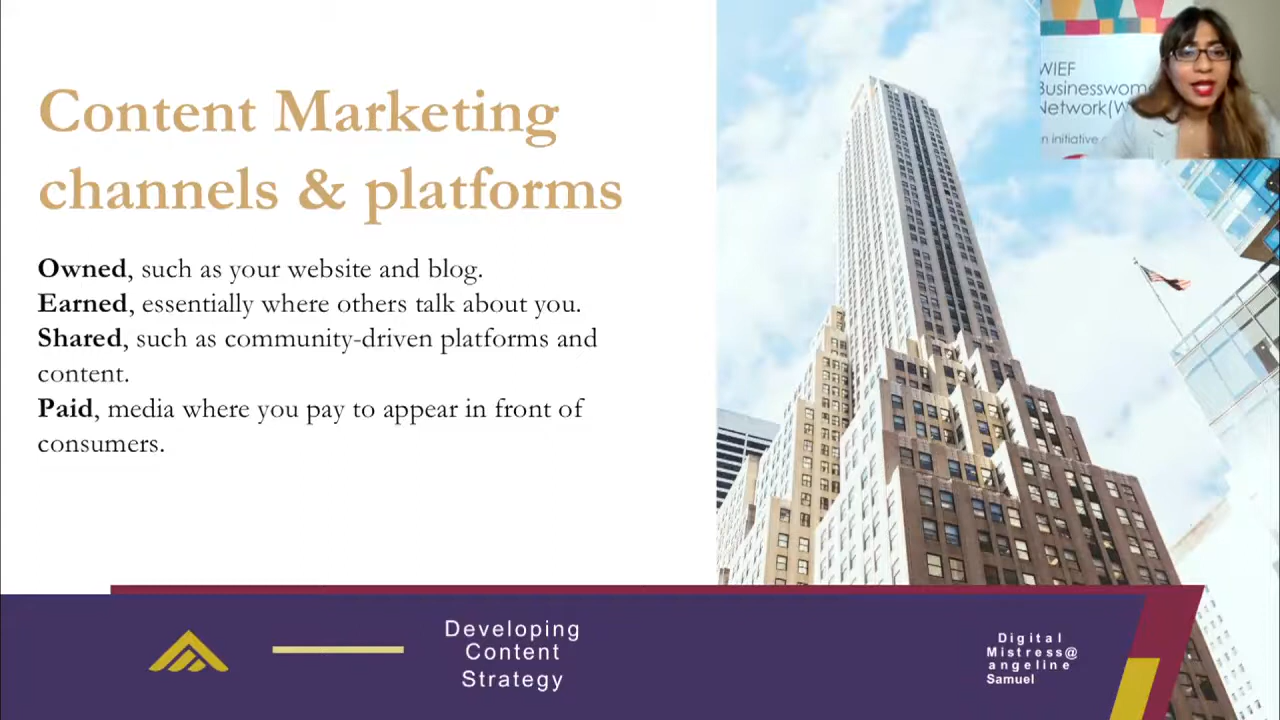 Content Marketing
channels & platforms
Owned, such as your website and blog.
Earned, essentially where others talk about you.
Shared, such as community-driven platforms and
content.
Paid, media where you pay to appear in front of
consumers.
WIEF
Businesswom
Network(W
n initiative
Developing
Content
Strategy
Digital
Mistress@
angeline
Samuel